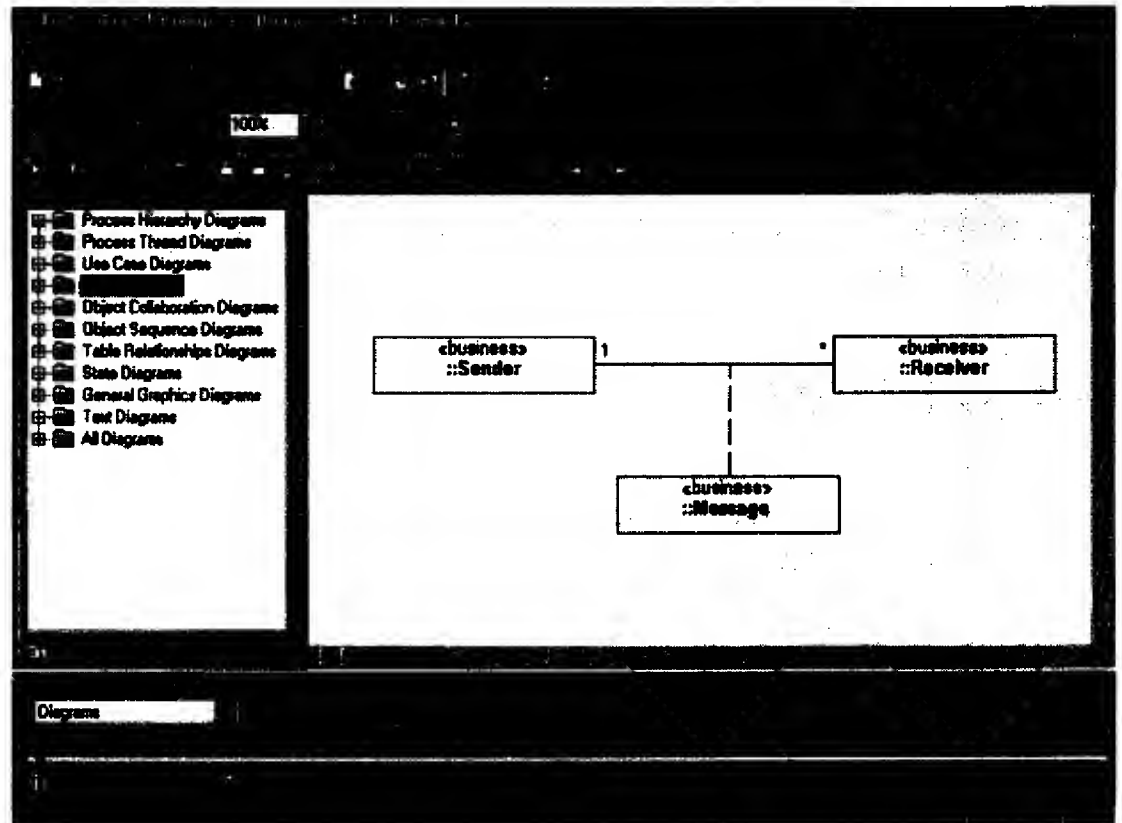 100%
Process Hierarchy Diagrams
Process Thread Diagrams
Use Case Diagrams
Object Collaboration Diagrams
Object Sequence Diagrams
Table Relationships Diagrams
State Diagrams
General Graphics Diagrams
Text Diagrams
All Diagrams
«business»
::Sender
1
*
«business»
::Receiver
«business»
::Message
Diagrams